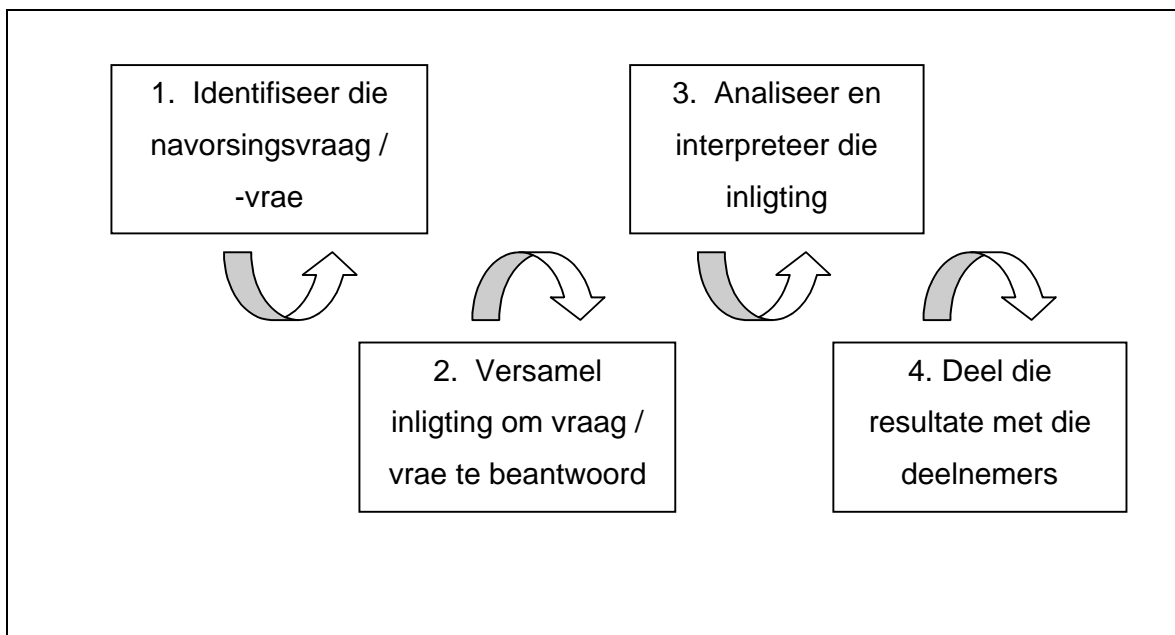 1. Identifiseer die
navorsingsvraag /
-vrae
2. Versamel
inligting om vraag /
vrae te beantwoord
3. Analiseer en
interpreteer die
inligting
4. Deel die
resultate met die
deelnemers